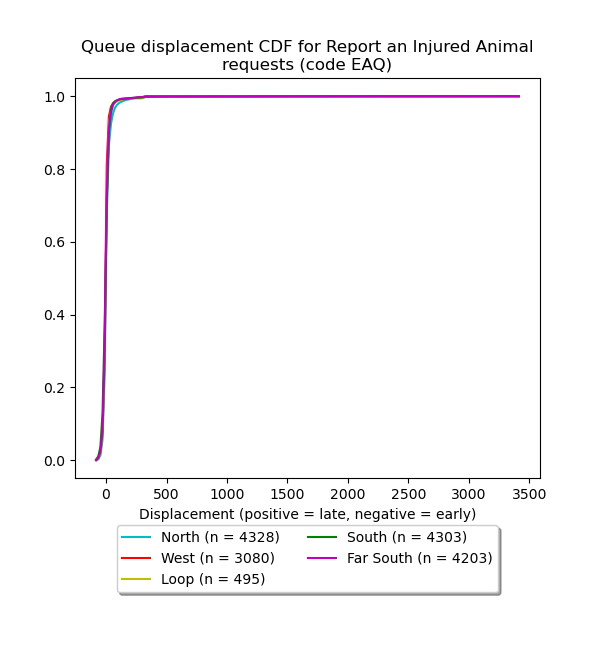 Queue displacement CDF for Report an Injured Animal
requests (code EAQ)
1.0
0.8
0.6
0.4
0.2
0.0
0 500 1000 1500 2000 2500 3000 3500
Displacement (positive = late, negative = early)
North (n = 4328) South (n = 4303)
West (n = 3080) Far South (n = 4203)
Loop (n = 495)